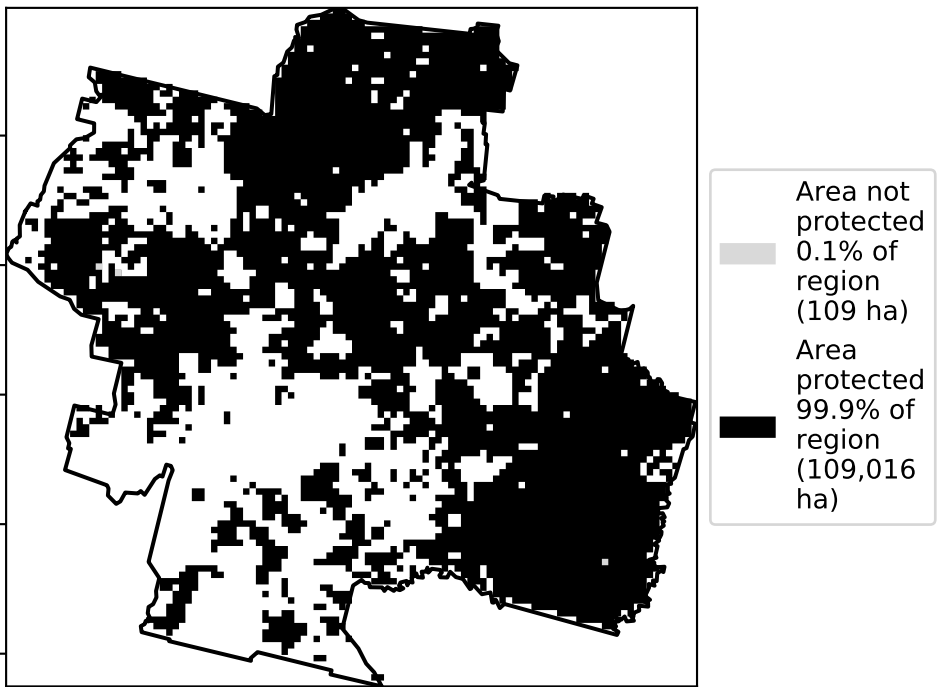 Area not
protected
0.1% of
region
(109 ha)
Area
protected
99.9% of
region
(109,016
ha)